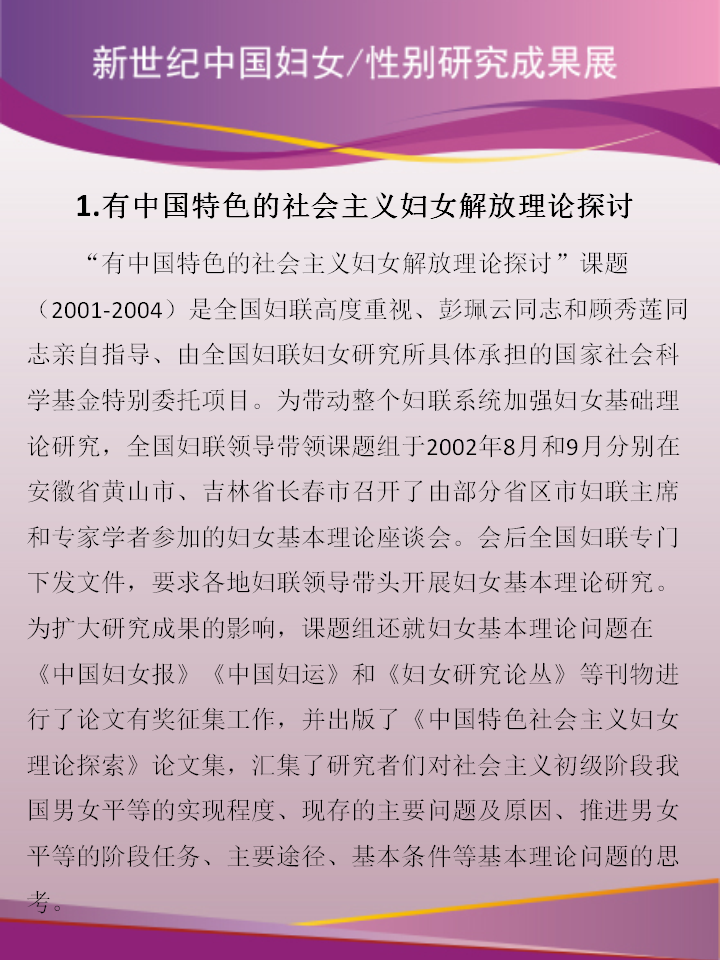 新世纪中国妇女/性别研究成果展
1.有中国特色的社会主义妇女解放理论探讨
“有中国特色的社会主义妇女解放理论探讨”课题
（2001-2004）是全国妇联高度重视、彭珮云同志和顾秀莲同
志亲自指导、由全国妇联妇女研究所具体承担的国家社会科
学基金特别委托项目。为带动整个妇联系统加强妇女基础理
论研究，全国妇联领导带领课题组于2002年8月和9月分别在
安徽省黄山市、吉林省长春市召开了由部分省区市妇联主席
和专家学者参加的妇女基本理论座谈会。会后全国妇联专门
下发文件，要求各地妇联领导带头开展妇女基本理论研究。
为扩大研究成果的影响，课题组还就妇女基本理论问题在
《中国妇女报》《中国妇运》和《妇女研究论丛》等刊物进
行了论文有奖征集工作，并出版了《中国特色社会主义妇女
理论探索》论文集，汇集了研究者们对社会主义初级阶段我
国男女平等的实现程度、现存的主要问题及原因、推进男女
平等的阶段任务、主要途径、基本条件等基本理论问题的思
考。